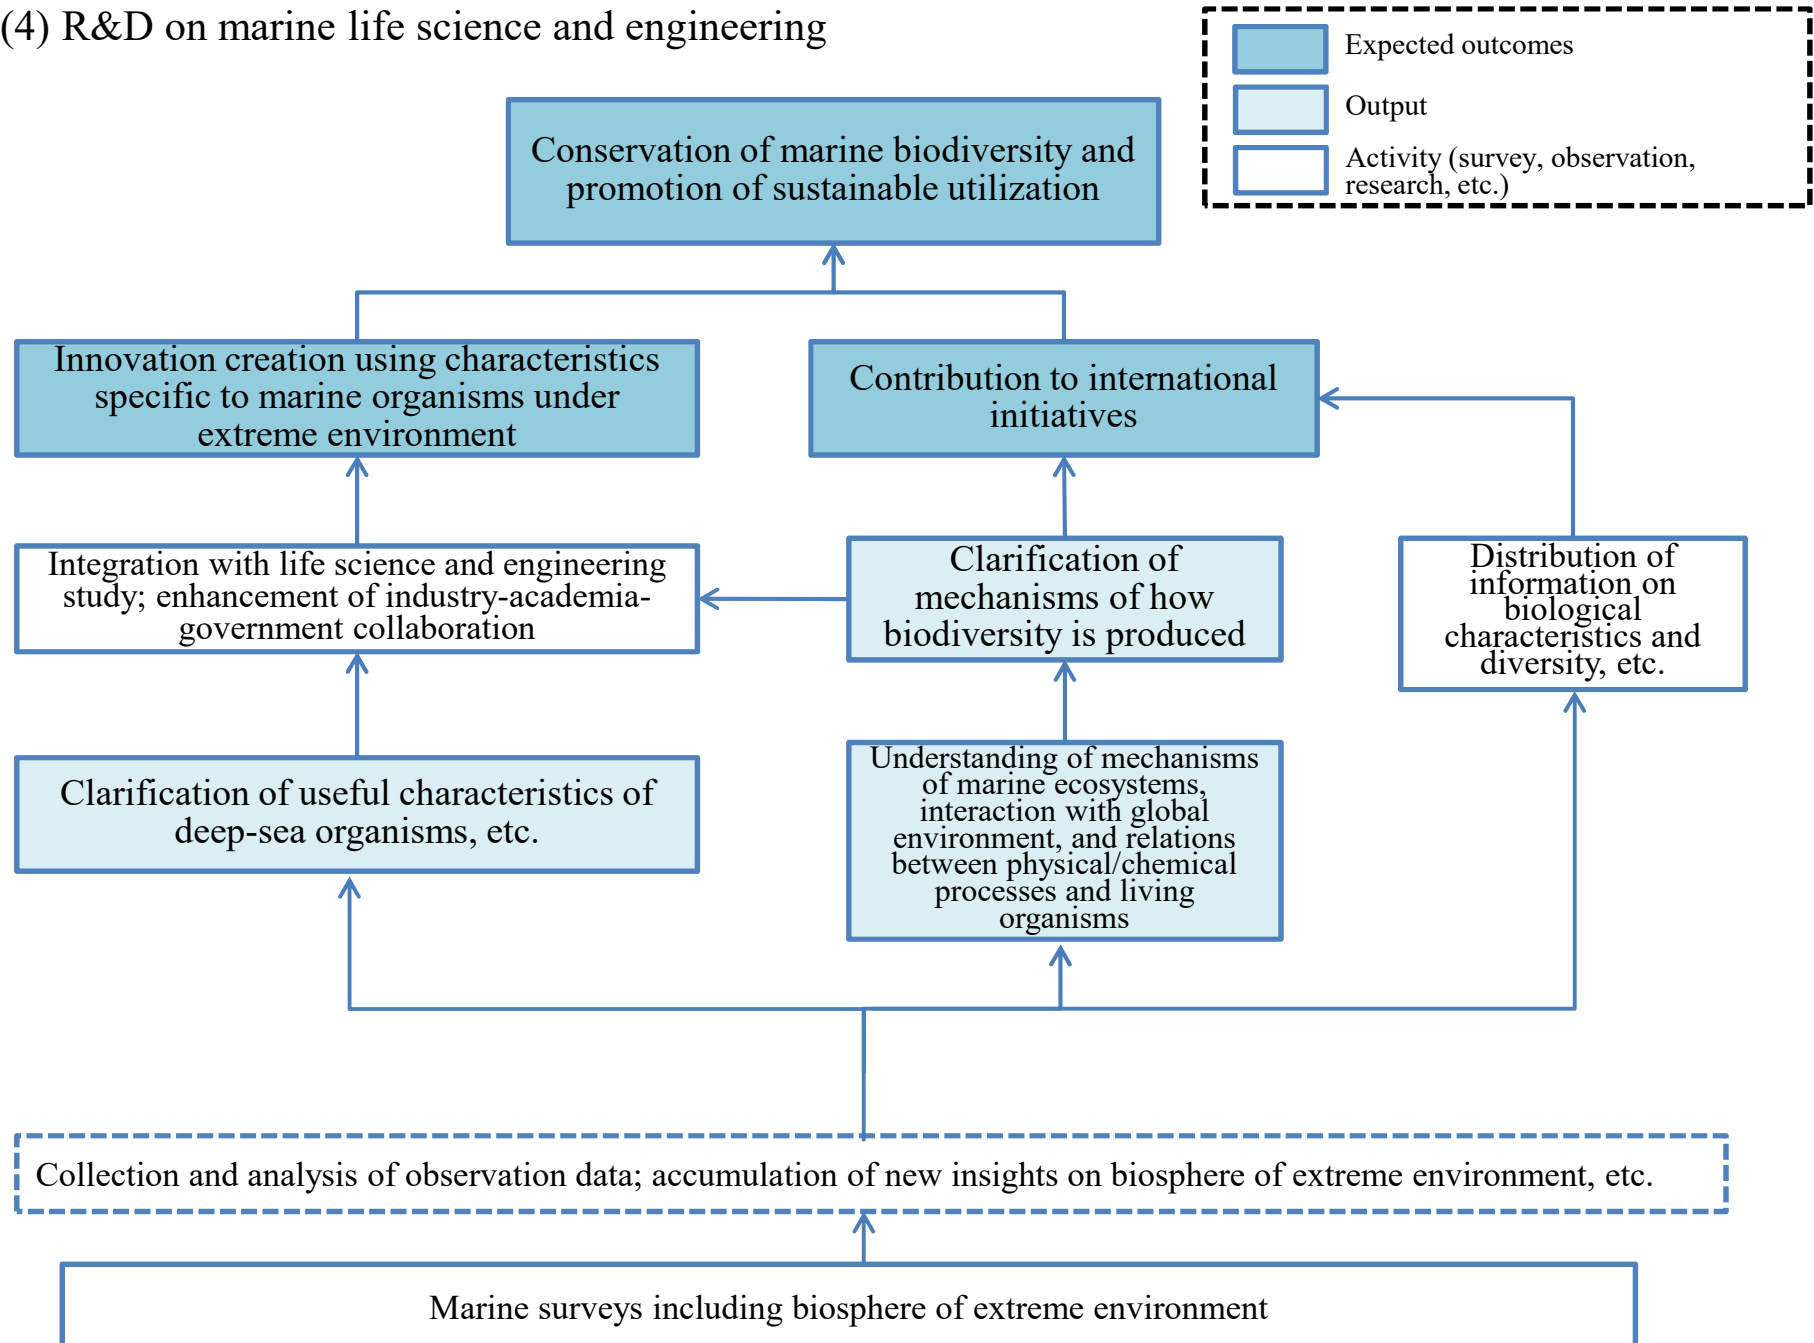 (4) R&D on marine life science and engineering
Expected outcomes
Output
Activity (survey, observation,
research, etc.)
Conservation of marine biodiversity and
promotion of sustainable utilization
Innovation creation using characteristics
specific to marine organisms under
extreme environment
Contribution to international
initiatives
Integration with life science and engineering
study; enhancement of industry-academia-
government collaboration
Clarification of
mechanisms of how
biodiversity is produced
Distribution of
information on
biological
characteristics and
diversity, etc.
Clarification of useful characteristics of
deep-sea organisms, etc.
Understanding of mechanisms
of marine ecosystems,
interaction with global
environment, and relations
between physical/chemical
processes and living
organisms
Collection and analysis of observation data; accumulation of new insights on biosphere of extreme environment, etc.
Marine surveys including biosphere of extreme environment